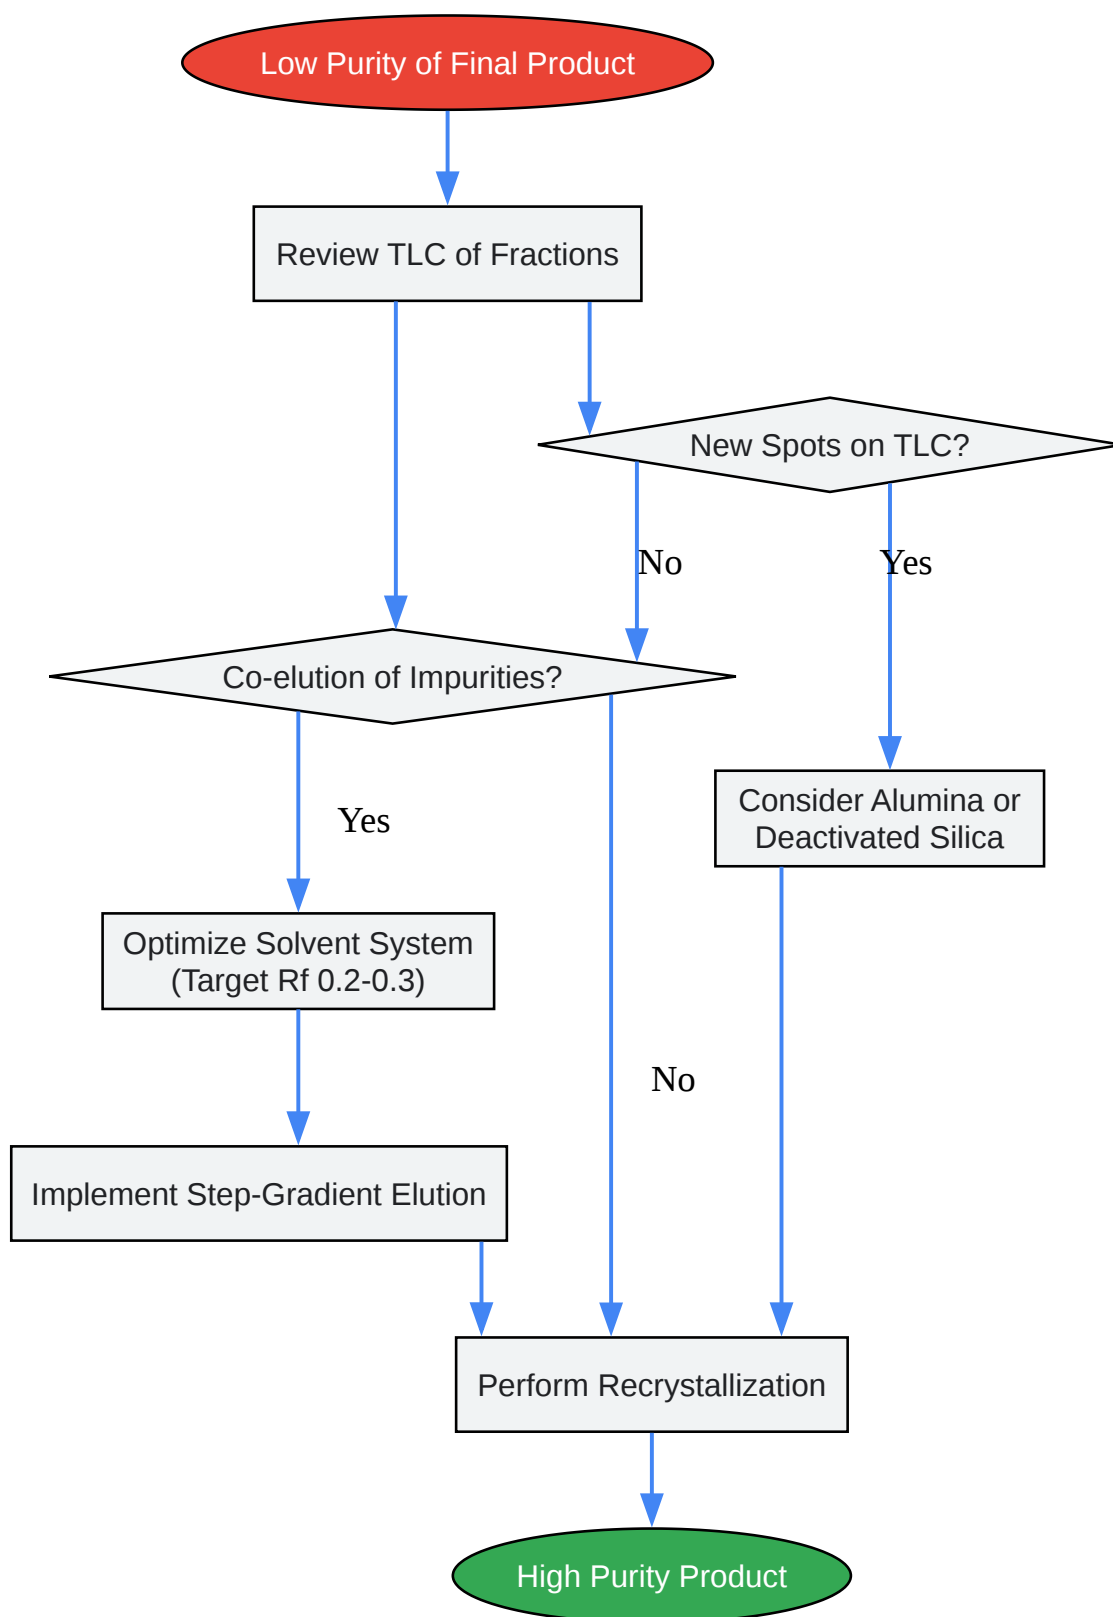 Low Purity of Final Product
Review TLC of Fractions
New Spots on TLC?
No
Yes
Co-elution of Impurities?
Consider Alumina or
Deactivated Silica
Yes
Optimize Solvent System
(Target Rf 0.2-0.3)
No
Implement Step-Gradient Elution
Perform Recrystallization
High Purity Product